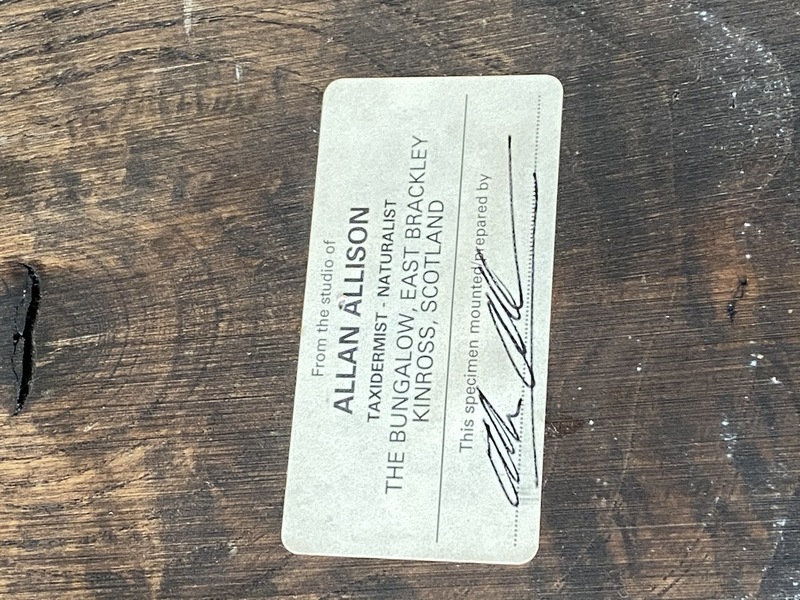 From the studio of
ALLAN ALLISON
TAXIDERMIST - NATURALIST
THE BUNGALOW, EAST BRACKLEY
KINROSS, SCOTLAND
This specimen mounted/prepared by